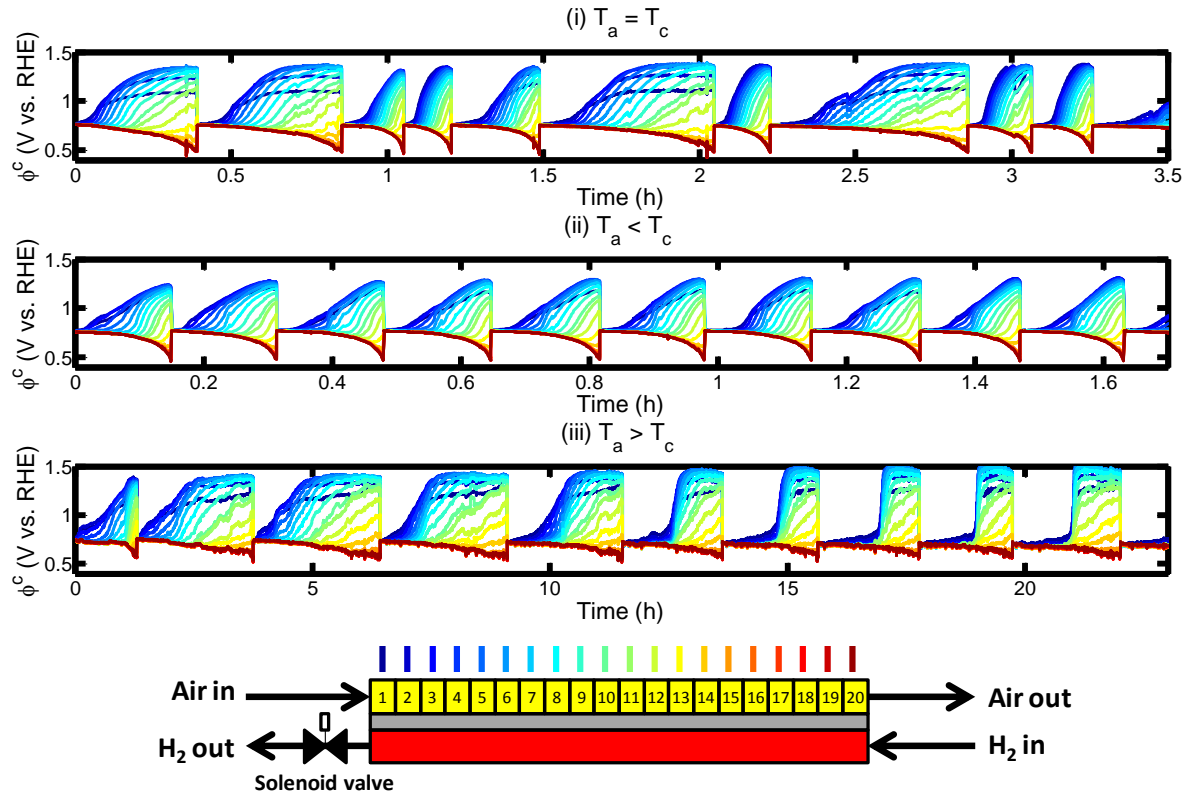 (i) Tₐ = T_c
ϕᶜ (V vs. RHE)
1.5
1
0.5
0 0.5 1 1.5 2 2.5 3 3.5
Time (h)
(ii) Tₐ < T_c
ϕᶜ (V vs. RHE)
1.5
1
0.5
0 0.2 0.4 0.6 0.8 1 1.2 1.4 1.6
Time (h)
(iii) Tₐ > T_c
ϕᶜ (V vs. RHE)
1.5
1
0.5
0 5 10 15 20
Time (h)
Air in 1 2 3 4 5 6 7 8 9 10 11 12 13 14 15 16 17 18 19 20 Air out
H₂ out H₂ in
Solenoid valve